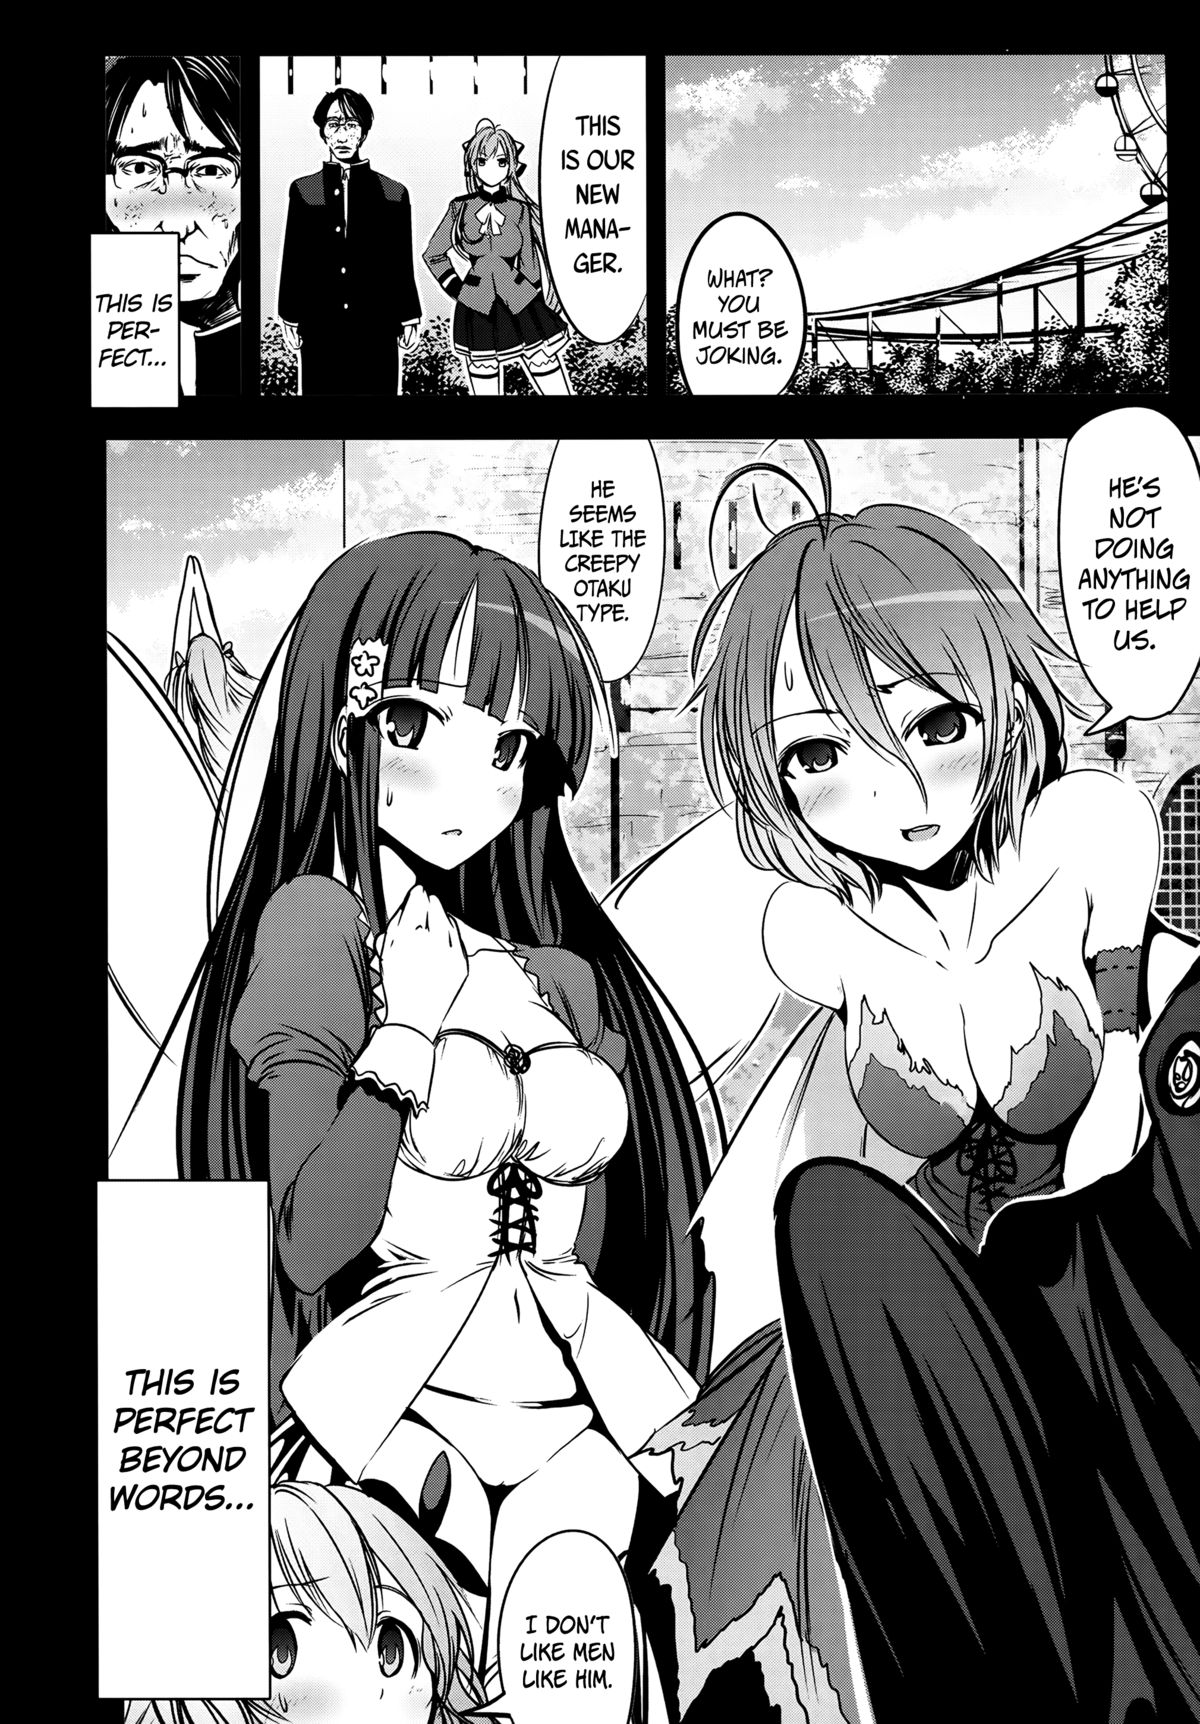 WHAT?
YOU
MUST BE
JOKING.
THIS
IS OUR
NEW
MANA-
GER.
THIS IS
PER-
FECT...
HE'S
NOT
DOING
ANYTHING
TO HELP
US.
HE
SEEMS
LIKE THE
CREEPY
OTAKU
TYPE.
I DON'T
LIKE MEN
LIKE HIM.
THIS IS
PERFECT
BEYOND
WORDS...